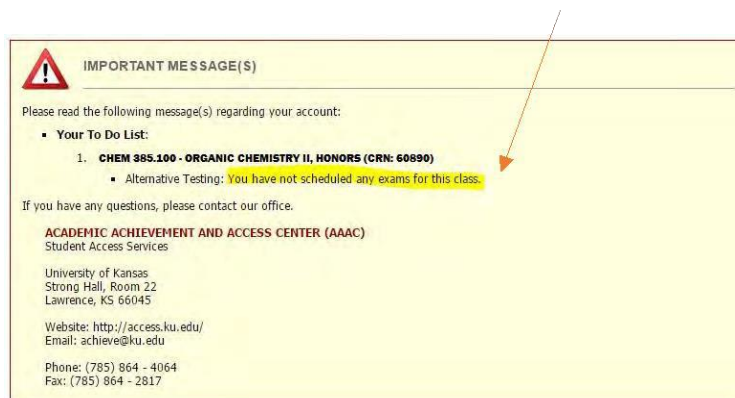 IMPORTANT MESSAGE(S)
Please read the following message(s) regarding your account:
▪ Your To Do List:
1. CHEM 385.100 - ORGANIC CHEMISTRY II, HONORS (CRN: 60890)
▪ Alternative Testing: You have not scheduled any exams for this class.
If you have any questions, please contact our office.
ACADEMIC ACHIEVEMENT AND ACCESS CENTER (AAAC)
Student Access Services
University of Kansas
Strong Hall, Room 22
Lawrence, KS 66045
Website: http://access.ku.edu/
Email: achieve@ku.edu
Phone: (785) 864 - 4064
Fax: (785) 864 - 2817